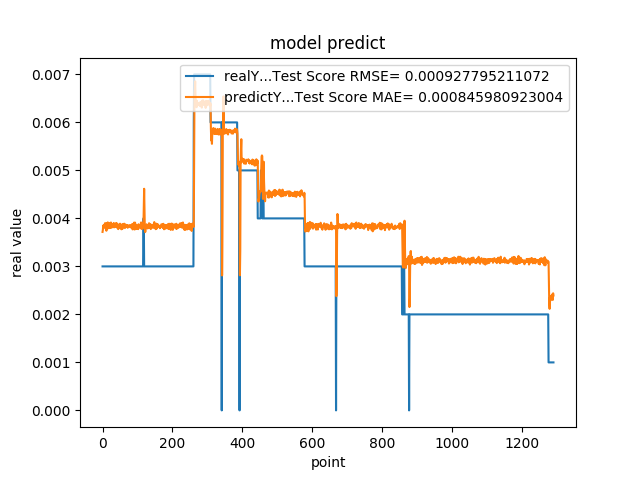 model predict
realY...Test Score RMSE= 0.000927795211072
predictY...Test Score MAE= 0.000845980923004
0.007
0.006
0.005
0.004
0.003
0.002
0.001
0.000
real value
0 200 400 600 800 1000 1200
point